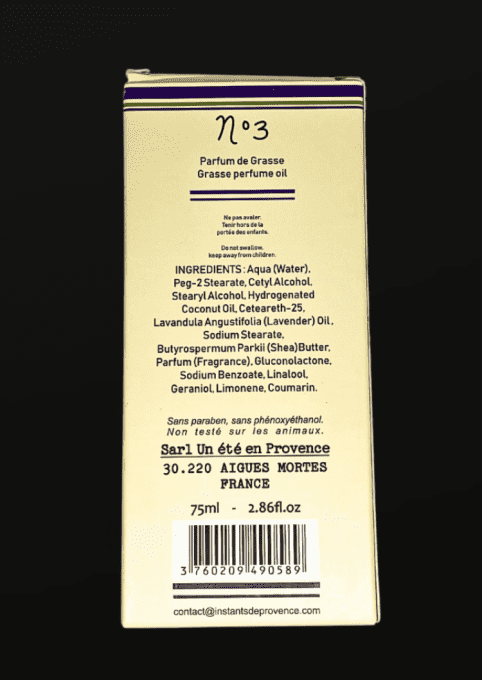 N°3
Parfum de Grasse
Grasse perfume oil
Ne pas avaler.
Tenir hors de la
portée des enfants.
Do not swallow.
keep away from children.
INGREDIENTS : Aqua (Water),
Peg-2 Stearate, Cetyl Alcohol,
Stearyl Alcohol, Hydrogenated
Coconut Oil, Ceteareth-25,
Lavandula Angustifolia (Lavender) Oil,
Sodium Stearate,
Butyrospermum Parkii (Shea)Butter,
Parfum (Fragrance), Gluconolactone,
Sodium Benzoate, Linalool,
Geraniol, Limonene, Coumarin.
Sans paraben, sans phénoxyéthanol.
Non testé sur les animaux.
Sarl Un été en Provence
30.220 AIGUES MORTES
FRANCE
75ml - 2.86fl.oz
3 760209 490589
contact@instantsdeprovence.com